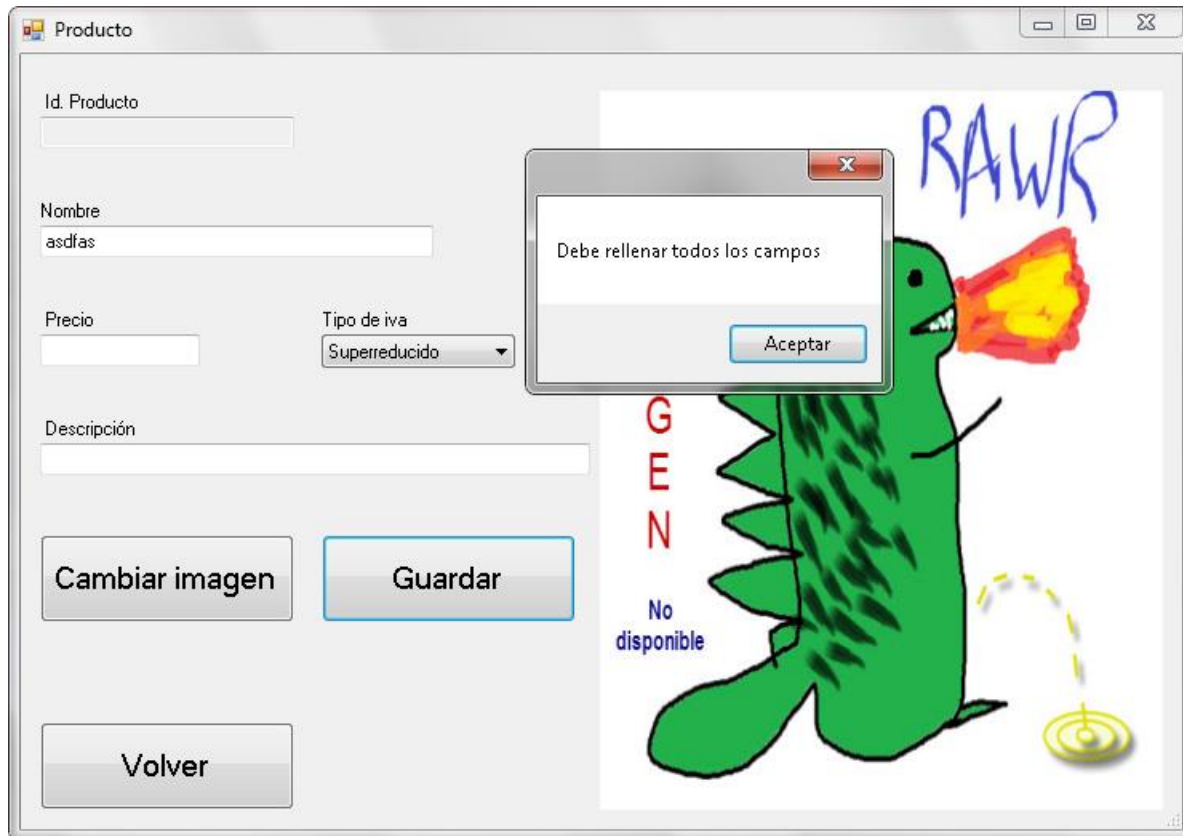 Producto
Id. Producto
Nombre
asdfas
Precio
Tipo de iva
Superreducido
Descripción
Cambiar imagen
Guardar
Volver
Debe rellenar todos los campos
Aceptar
RAWR
G
E
N
No
disponible